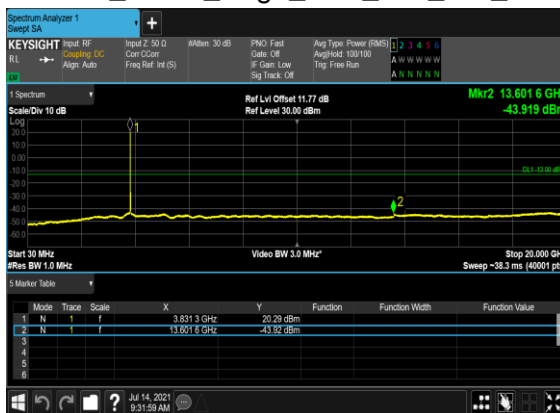 Spectrum Analyzer 1
Swept SA
+
KEYSIGHT Input: RF Input Z: 50 Ω #Atten: 30 dB PNO: Fast Avg Type: Power (RMS) 1 2 3 4 5 6
RL Coupling: DC Corr CCorr Gate: Off Avg|Hold: 100/100 A W W W W W
Align: Auto Freq Ref: Int (S) IF Gain: Low Trig: Free Run
Sig Track: Off A N N N N N
LXI
1 Spectrum Ref Lvl Offset 11.77 dB Mkr2 13.601 6 GH
Scale/Div 10 dB Ref Level 30.00 dBm -43.919 dBr
Log
20.0
10.0
0.00
-10.0
-20.0
-30.0
-40.0
-50.0
-60.0
1
DL1 -13.00 dB
2
Start 30 MHz Video BW 3.0 MHz* Stop 20.000 GH
#Res BW 1.0 MHz Sweep ~38.3 ms (40001 pt
5 Marker Table
Mode Trace Scale X Y Function Function Width Function Value
1 N 1 f 3.831 3 GHz 20.29 dBm
2 N 1 f 13.601 6 GHz -43.92 dBm
3
4
5
6
? Jul 14, 2021
9:31:59 AM